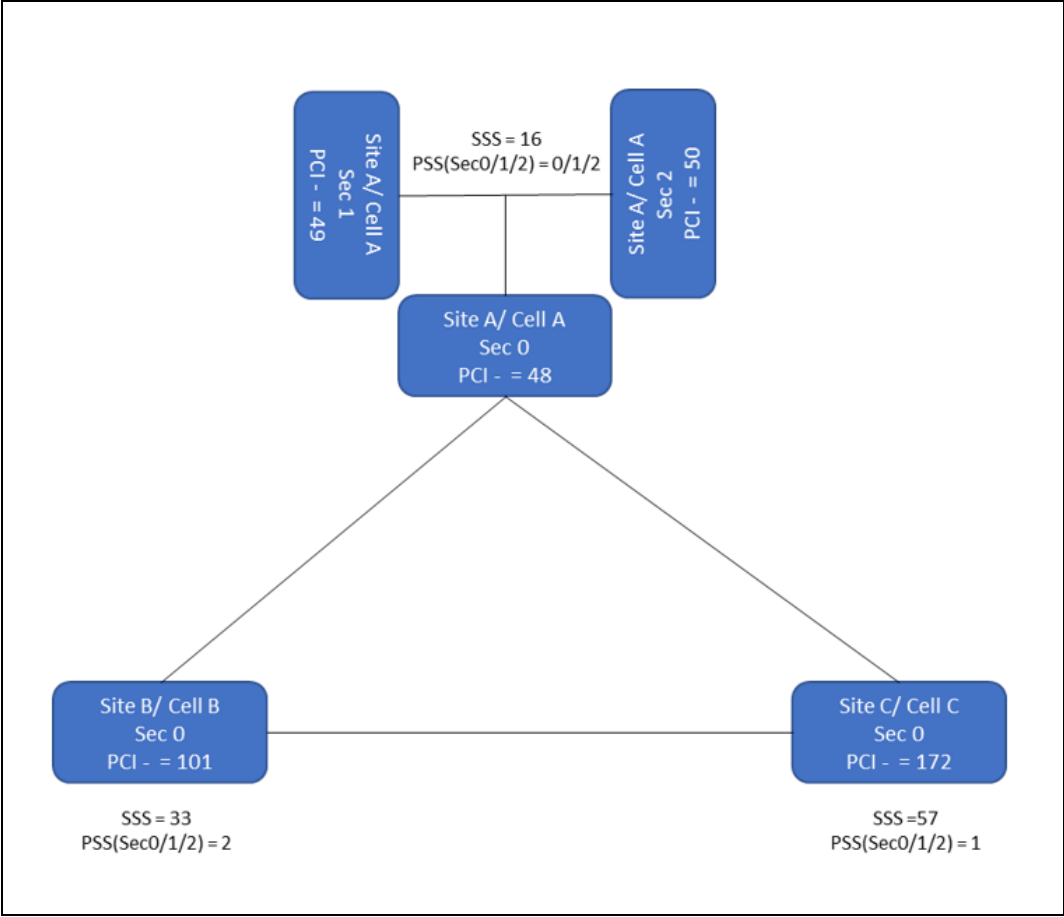 SSS = 16
PSS(Sec0/1/2) = 0/1/2
Site A/ Cell A
Sec 1
PCI - = 49
Site A/ Cell A
Sec 2
PCI - = 50
Site A/ Cell A
Sec 0
PCI - = 48
Site B/ Cell B
Sec 0
PCI - = 101
Site C/ Cell C
Sec 0
PCI - = 172
SSS = 33
PSS(Sec0/1/2) = 2
SSS =57
PSS(Sec0/1/2) = 1